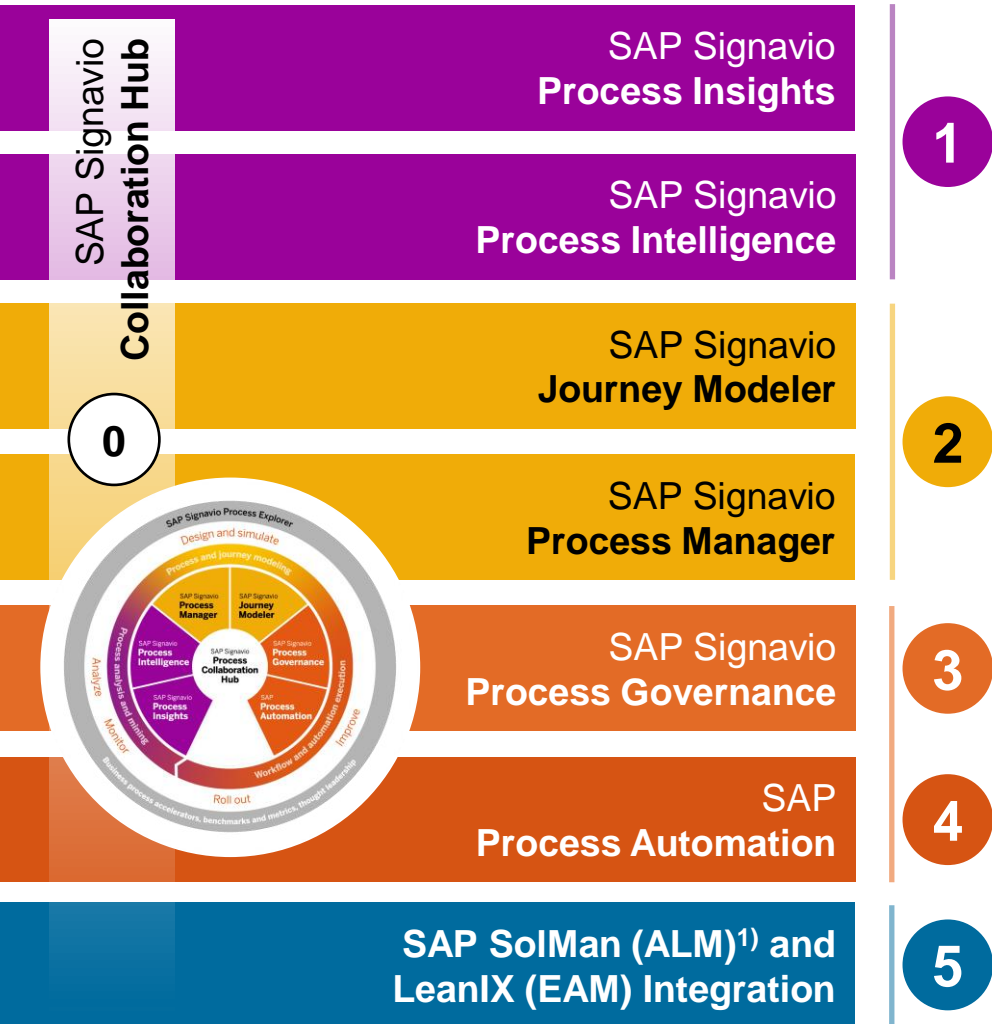 SAP Signavio
Collaboration Hub
SAP Signavio
Process Insights
1
SAP Signavio
Process Intelligence
SAP Signavio
Journey Modeler
0
2
SAP Signavio
Process Manager
SAP Signavio Process Explorer
Design and simulate
Process and journey modeling
SAP Signavio
Process
Manager
SAP Signavio
Journey
Modeler
SAP Signavio
Process
Intelligence
SAP Signavio
Process
Collaboration
Hub
SAP Signavio
Process
Governance
SAP Signavio
Process
Insights
SAP
Process
Automation
Process analysis and mining
Workflow and automation execution
Analyze
Monitor
Improve
Roll out
Business process accelerators, benchmarks and metrics, thought leadership
SAP Signavio
Process Governance
3
SAP
Process Automation
4
SAP SolMan (ALM)1) and
LeanIX (EAM) Integration
5